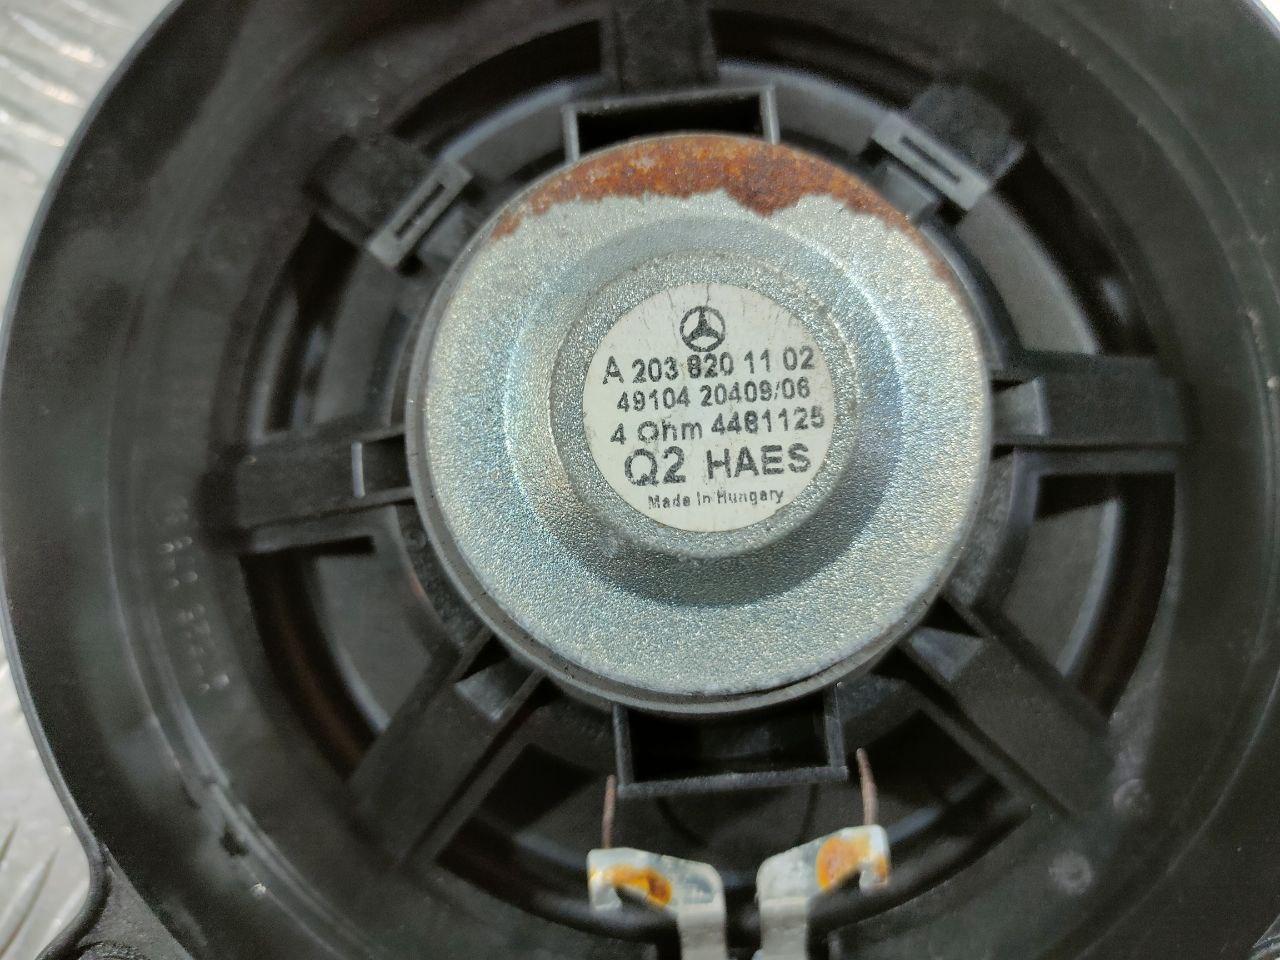 A 203 820 11 02
49104 20409/06
4 Ohm 4481125
Q2 HAES
Made in Hungary